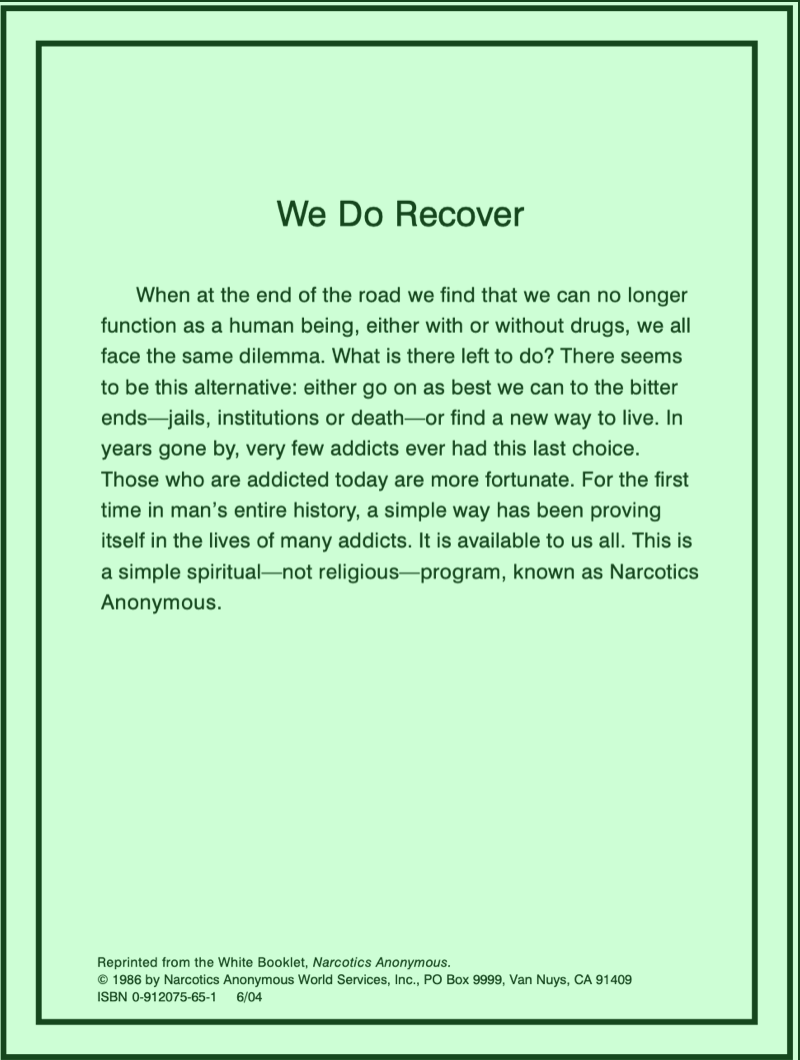 We Do Recover
When at the end of the road we find that we can no longer
function as a human being, either with or without drugs, we all
face the same dilemma. What is there left to do? There seems
to be this alternative: either go on as best we can to the bitter
ends—jails, institutions or death—or find a new way to live. In
years gone by, very few addicts ever had this last choice.
Those who are addicted today are more fortunate. For the first
time in man’s entire history, a simple way has been proving
itself in the lives of many addicts. It is available to us all. This is
a simple spiritual—not religious—program, known as Narcotics
Anonymous.
Reprinted from the White Booklet, Narcotics Anonymous.
© 1986 by Narcotics Anonymous World Services, Inc., PO Box 9999, Van Nuys, CA 91409
ISBN 0-912075-65-1 6/04